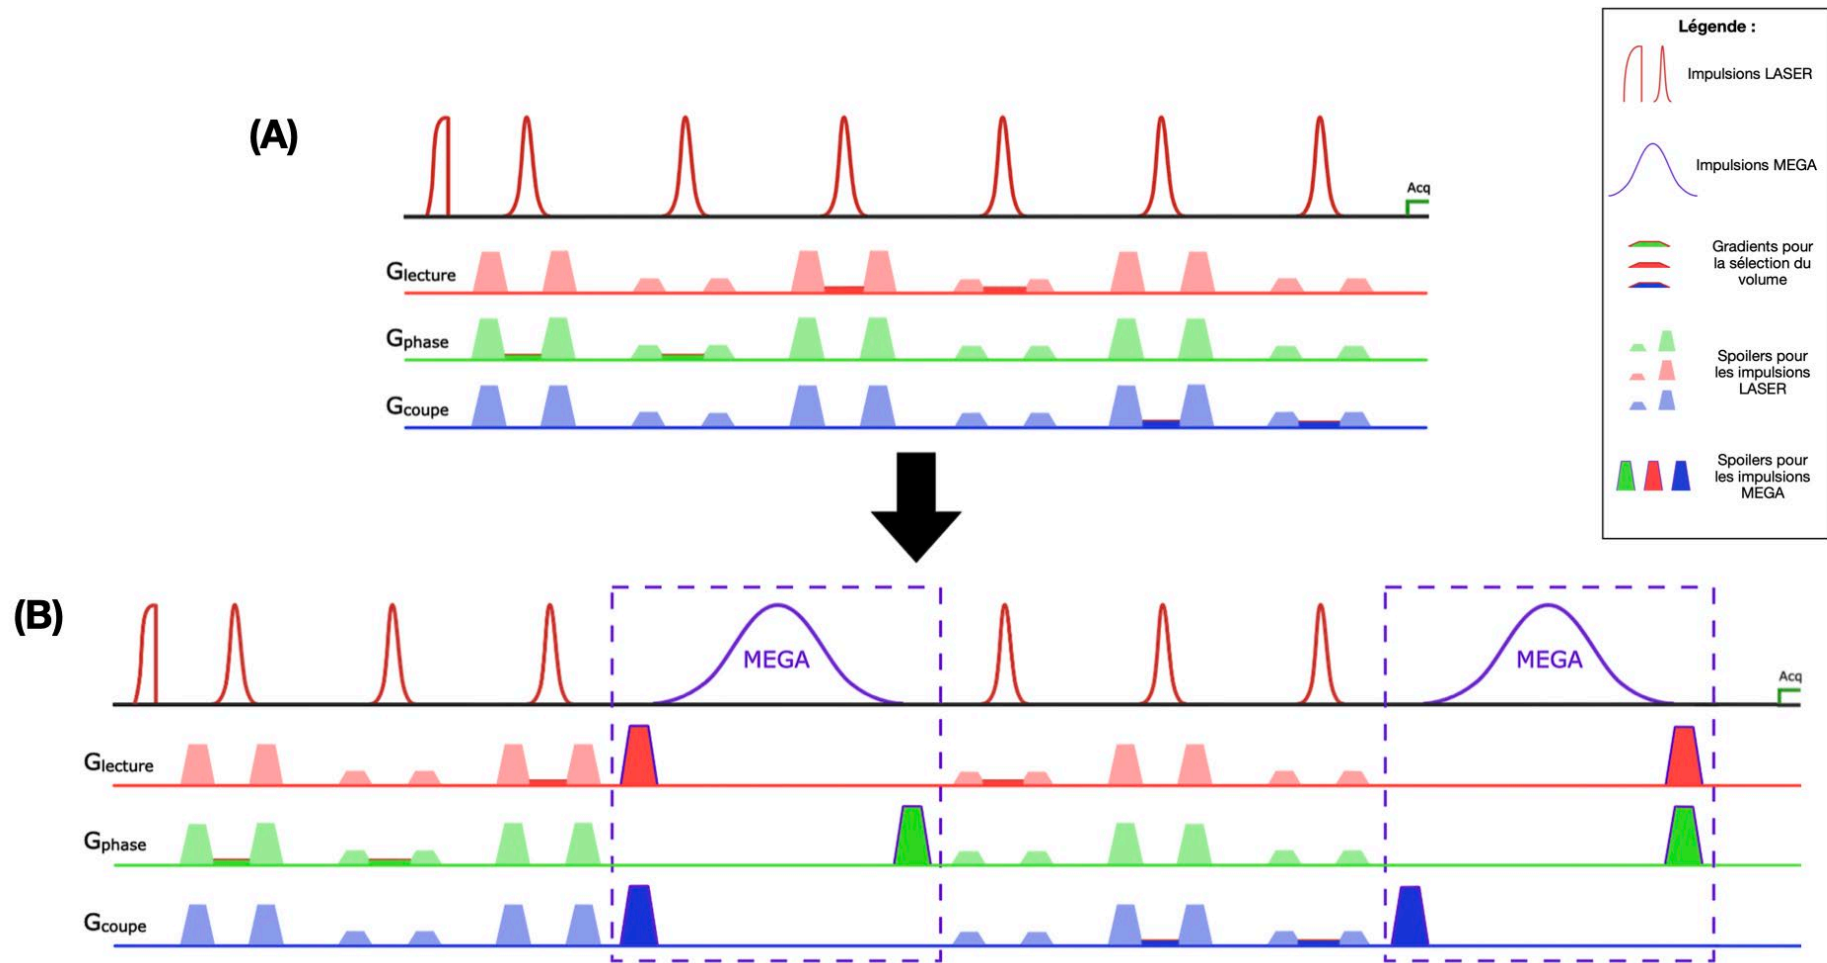 Légende :
Impulsions LASER
Impulsions MEGA
Gradients pour
la sélection du
volume
Spoilers pour
les impulsions
LASER
Spoilers pour
les impulsions
MEGA
(A)
Acq
Glecture
Gphase
Gcoupe
(B)
MEGA
MEGA
Acq
Glecture
Gphase
Gcoupe